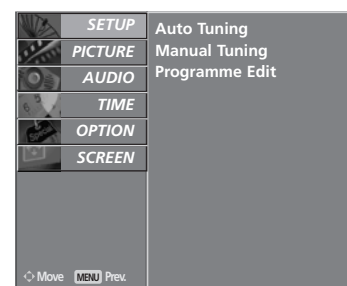 SETUP
PICTURE
AUDIO
TIME
OPTION
SCREEN
Auto Tuning
Manual Tuning
Programme Edit
Move MENU Prev.